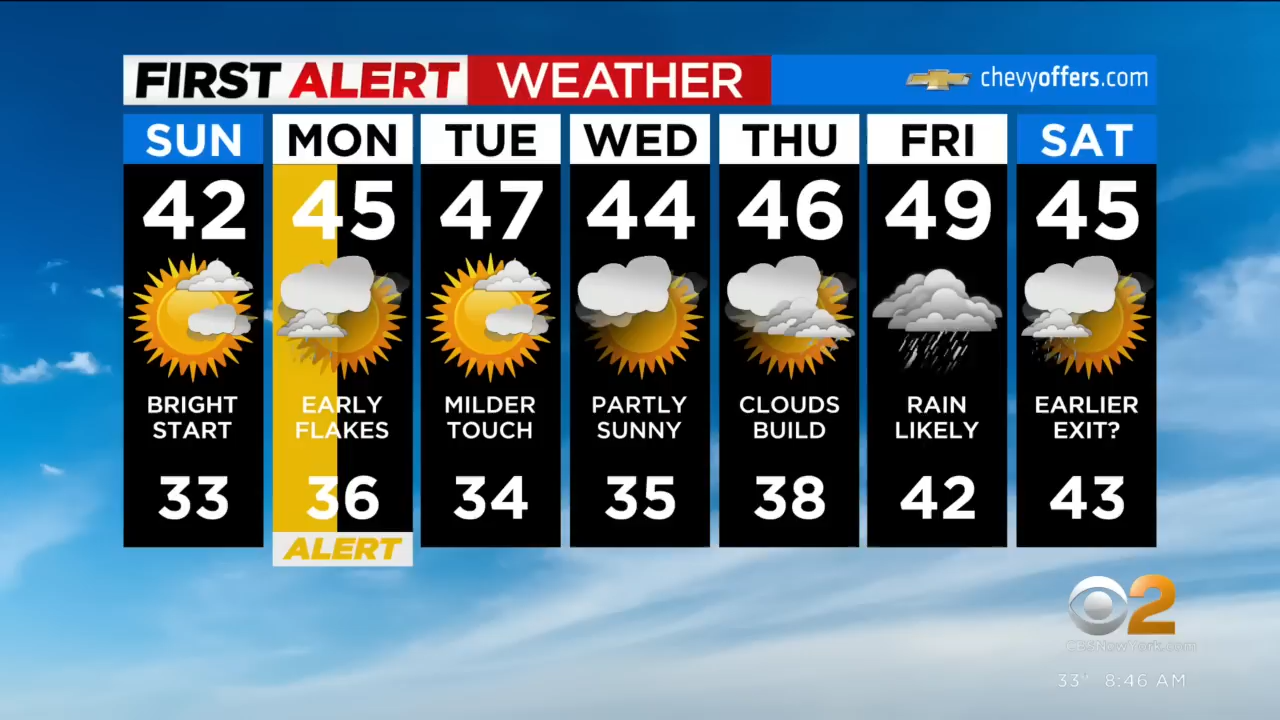 FIRST ALERT WEATHER
chevyoffers.com
SUN MON TUE WED THU FRI SAT
42 45 47 44 46 49 45
BRIGHT START
EARLY FLAKES
MILDER TOUCH
PARTLY SUNNY
CLOUDS BUILD
RAIN LIKELY
EARLIER EXIT?
33 36 34 35 38 42 43
ALERT
2
CBSNewYork.com
33° 8:46 AM